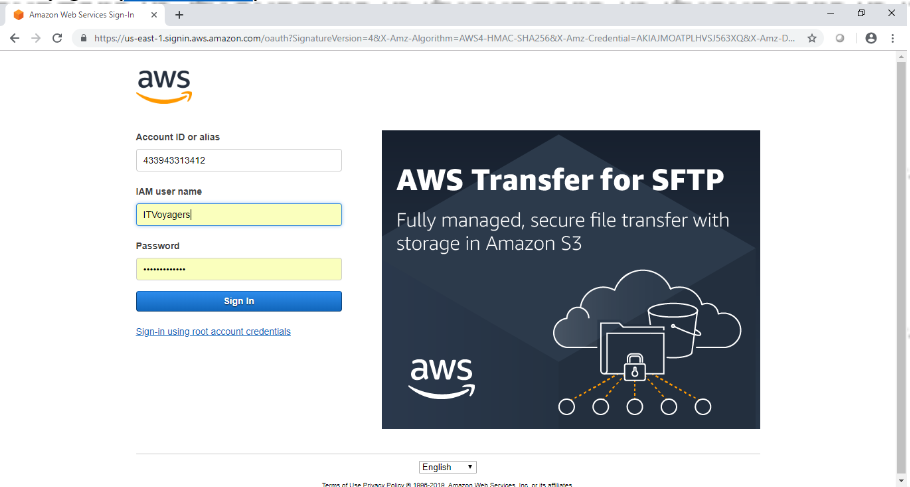 Amazon Web Services Sign-In
https://us-east-1.signin.aws.amazon.com/oauth?SignatureVersion=4&X-Amz-Algorithm=AWS4-HMAC-SHA256&X-Amz-Credential=AKIAJMOATPLHVSJ563XQ&X-Amz-D...
aws
Account ID or alias
433943313412
IAM user name
ITVoyagers
Password
Sign In
Sign-in using root account credentials
AWS Transfer for SFTP
Fully managed, secure file transfer with
storage in Amazon S3
aws
English
Terms of Use Privacy Policy © 1996-2019, Amazon Web Services, Inc. or its affiliates.